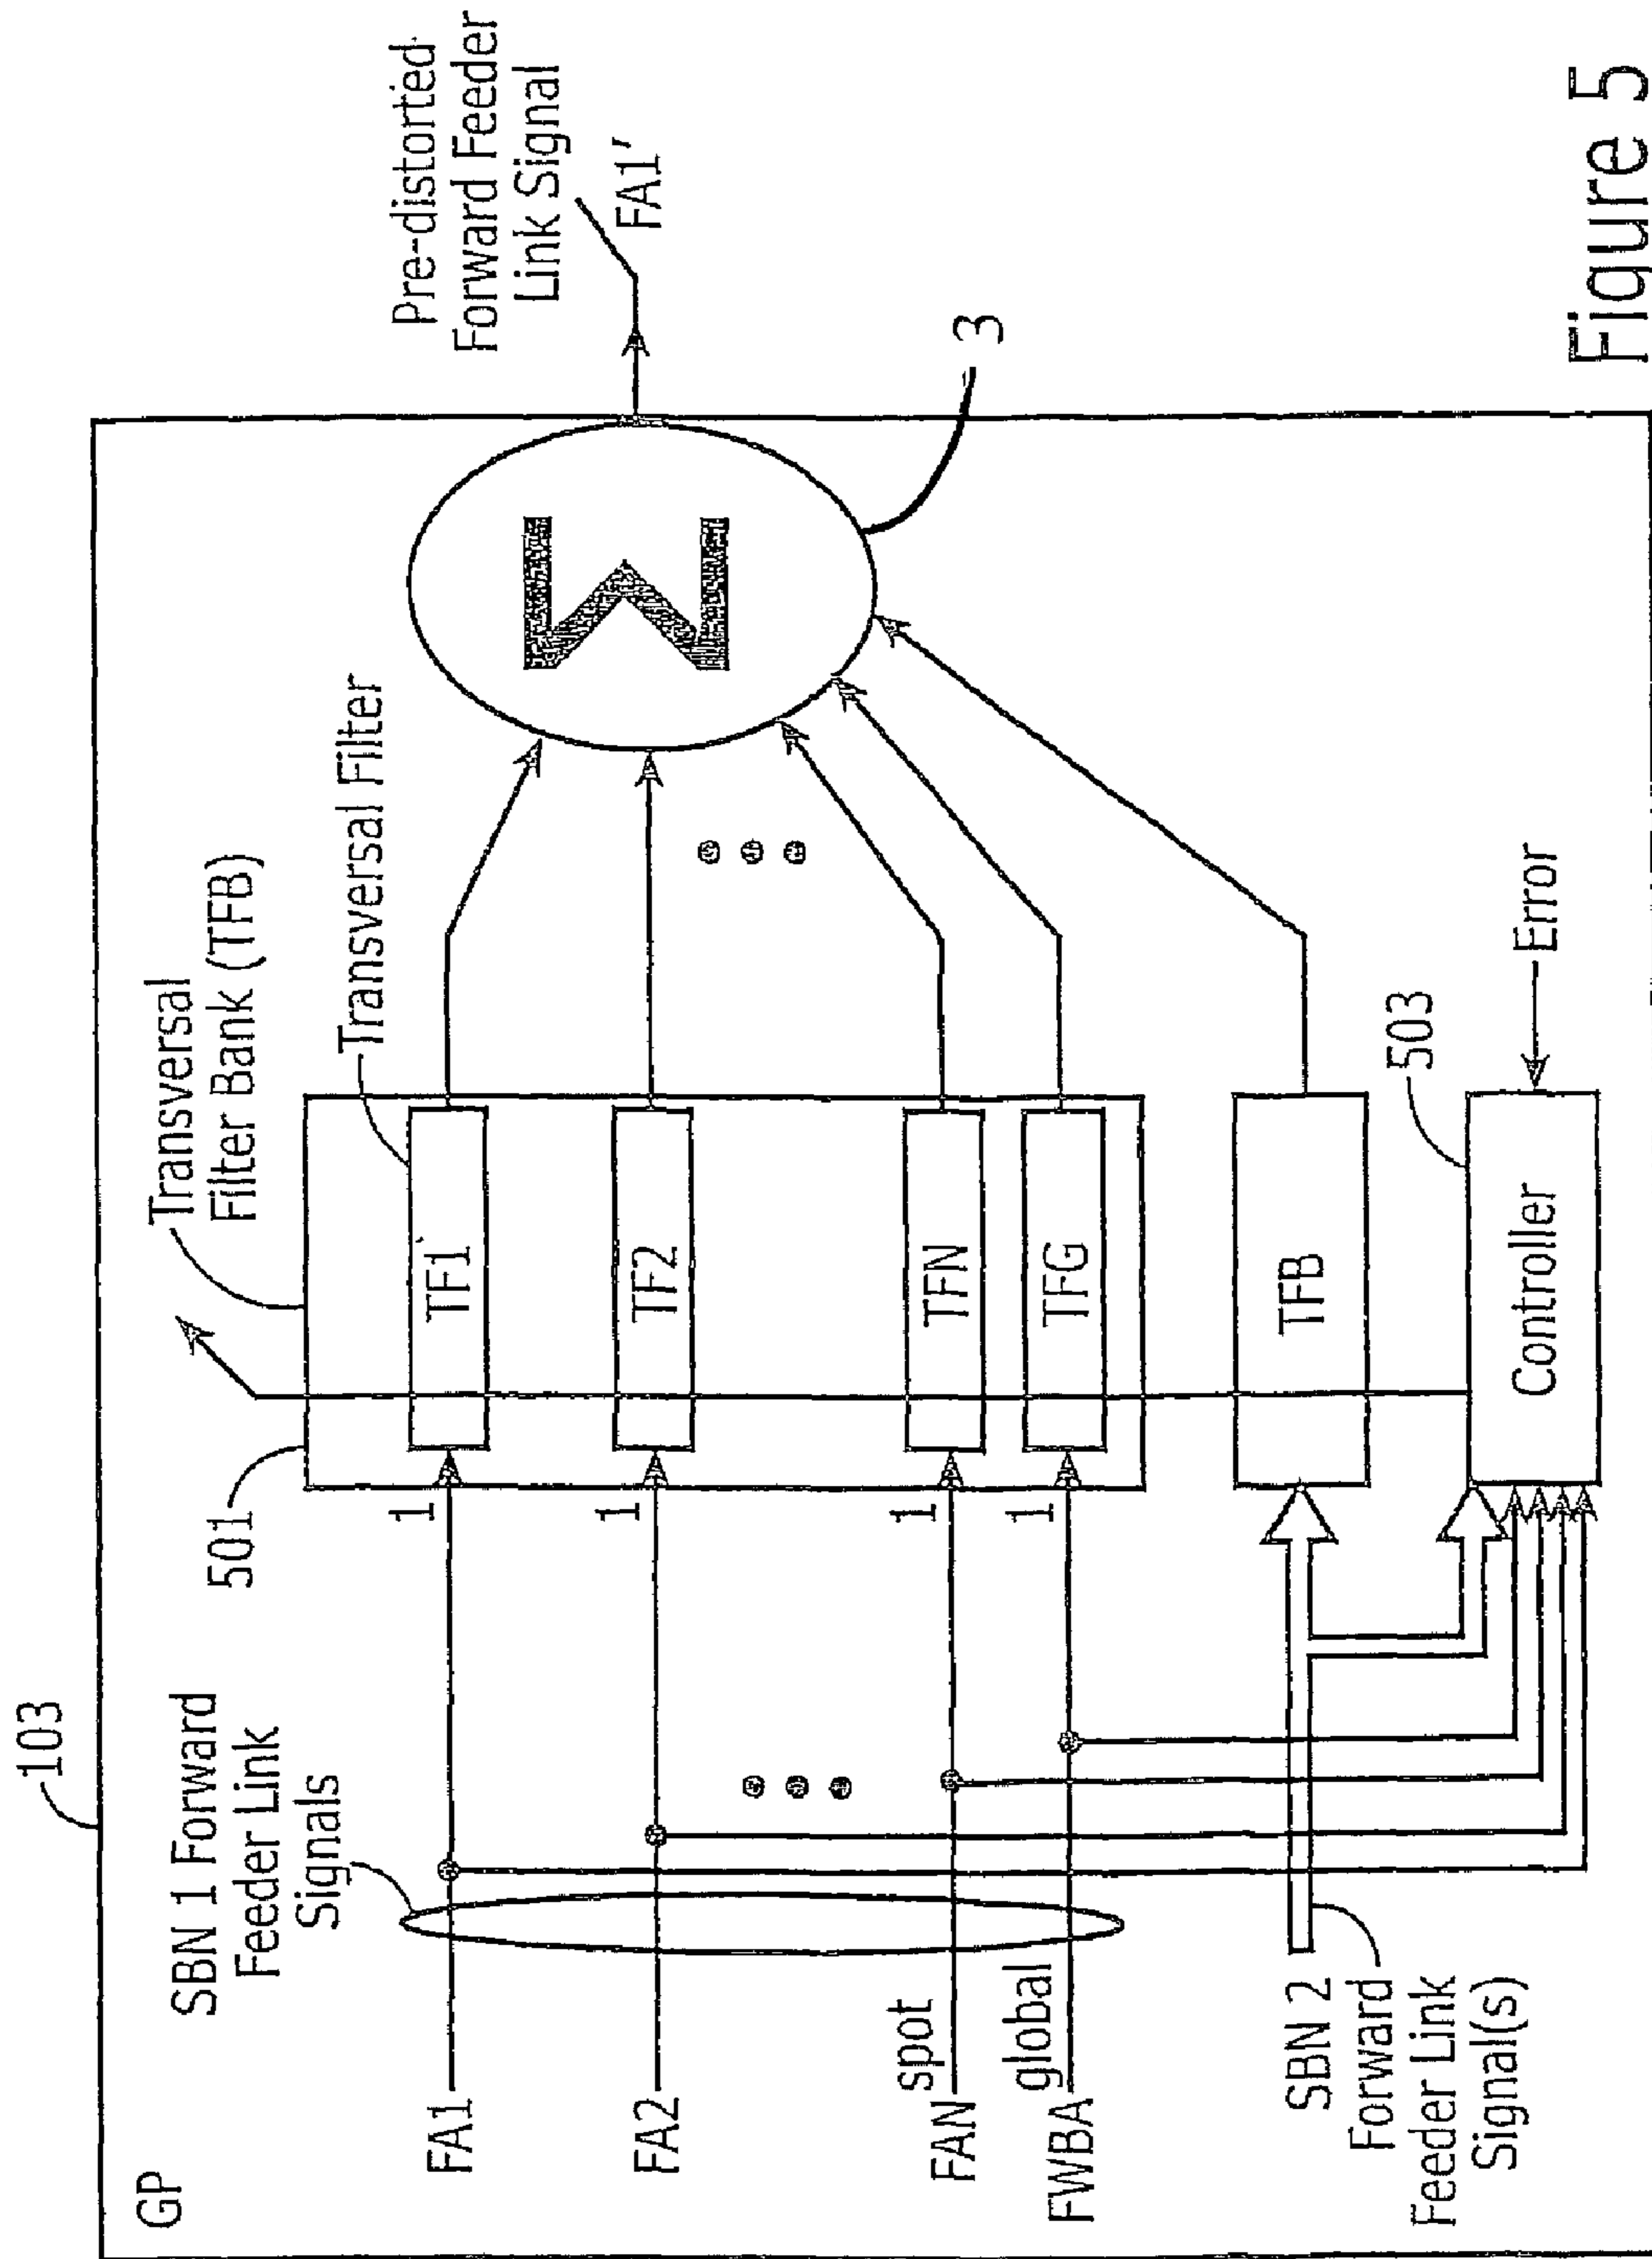 103
GP
SBN 1 Forward
Feeder Link
Signals
501
Transversal
Filter Bank (TFB)
Transversal Filter
Pre-distorted
Forward Feeder
Link Signal
FA1'
FA1
1
TF1
FA2
1
TF2
Σ
3
FAN
spot
1
TFN
FWBA
global
1
TFG
SBN 2
Forward
Feeder Link
Signal(s)
TFB
503
Controller
Error
Figure 5